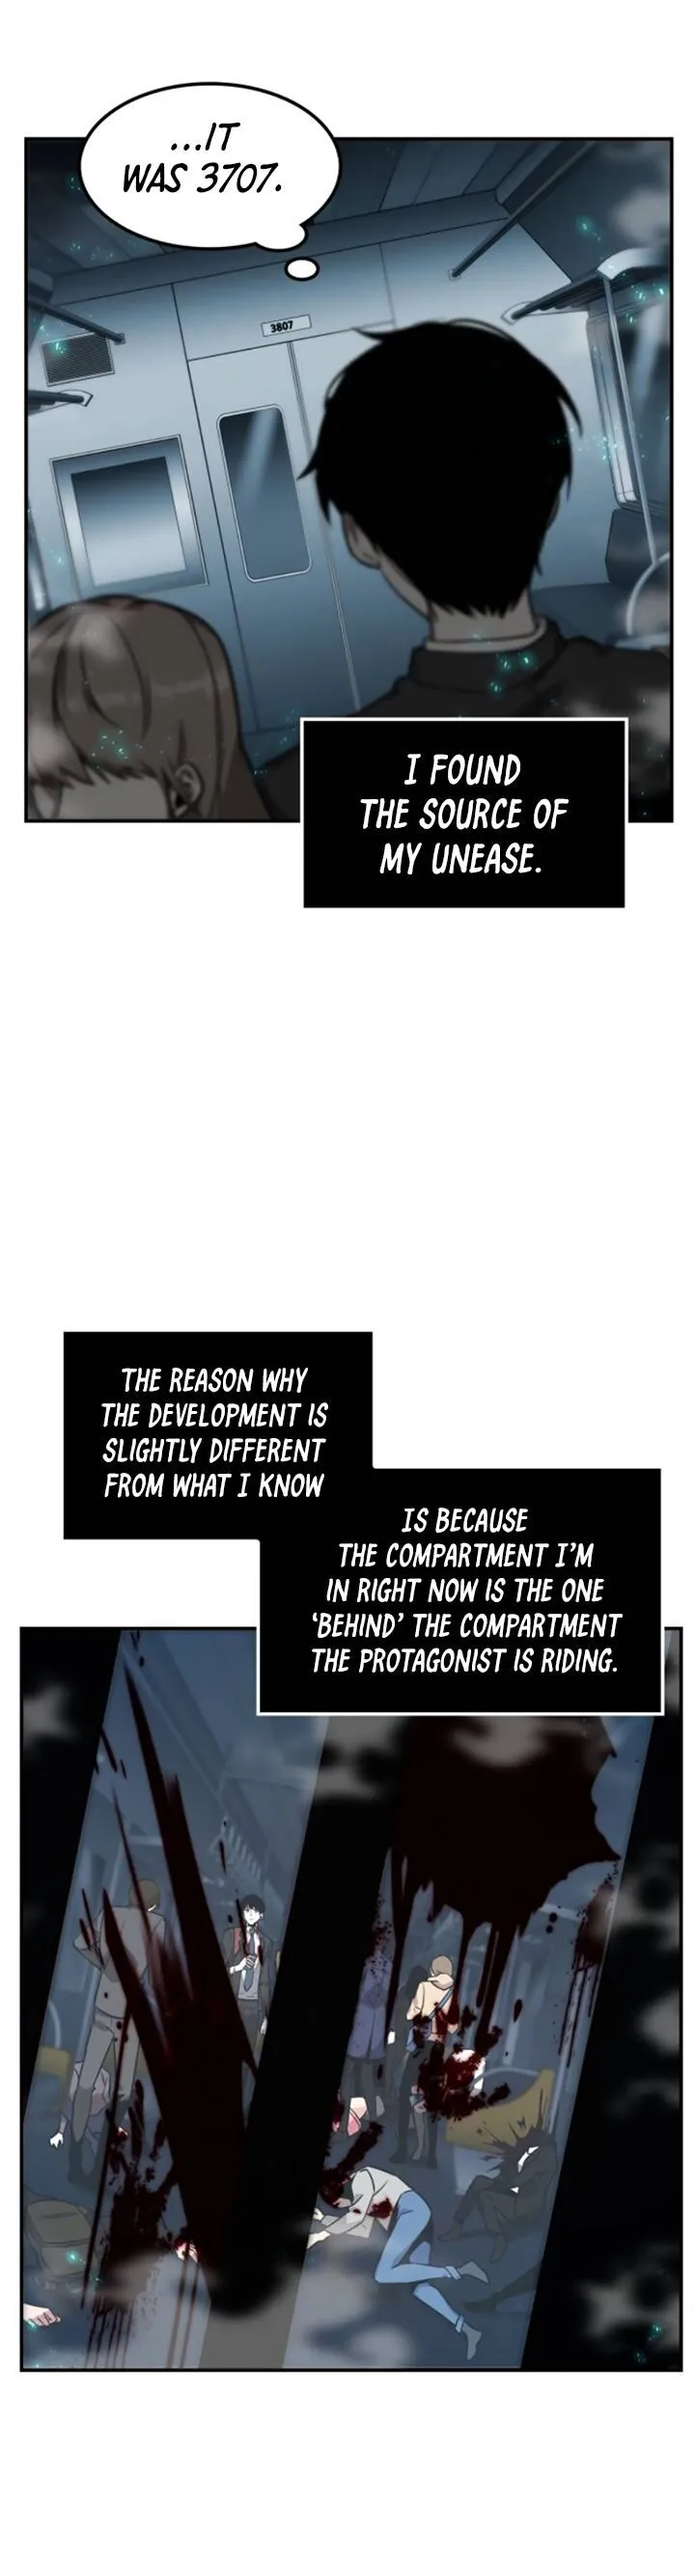 ...IT
WAS 3707.
3807
I FOUND
THE SOURCE OF
MY UNEASE.
THE REASON WHY
THE DEVELOPMENT IS
SLIGHTLY DIFFERENT
FROM WHAT I KNOW
IS BECAUSE
THE COMPARTMENT I'M
IN RIGHT NOW IS THE ONE
'BEHIND' THE COMPARTMENT
THE PROTAGONIST IS RIDING.